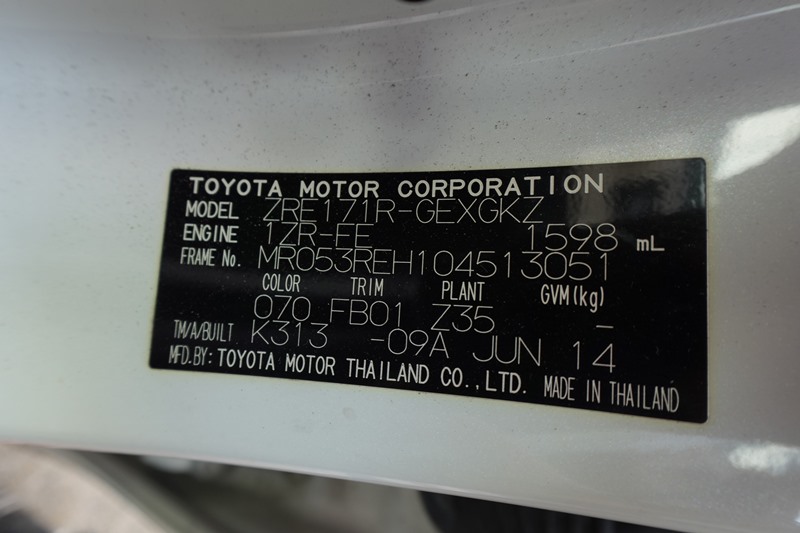 TOYOTA MOTOR CORPORATION
MODEL ZRE171R-GEXGKZ
ENGINE 1ZR-FE 1598 mL
FRAME No. MR053REH104513051
COLOR TRIM PLANT GVM(kg)
070 FB01 Z35 –
TM/A/BUILT K313 -09A JUN 14
MFD.BY: TOYOTA MOTOR THAILAND CO.,LTD. MADE IN THAILAND